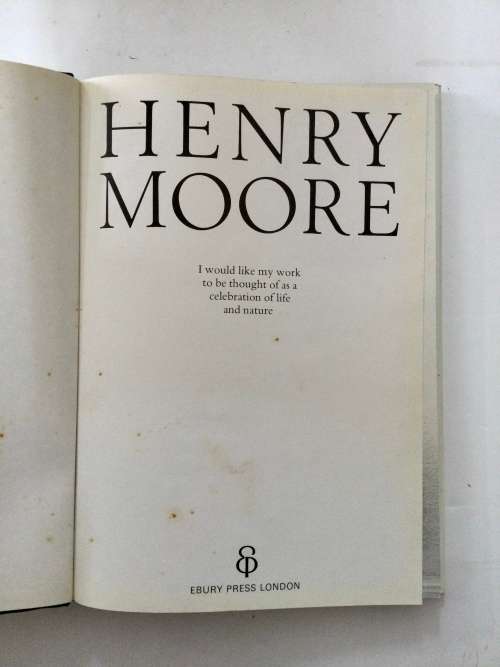 HENRY
MOORE
I would like my work
to be thought of as a
celebration of life
and nature
EBURY PRESS LONDON